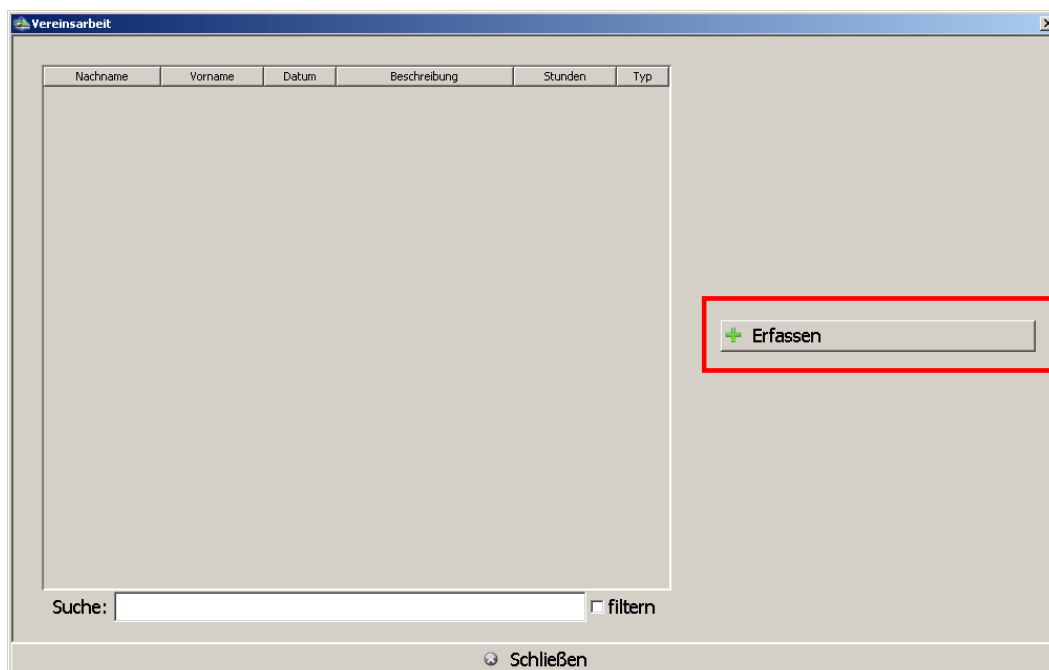 Vereinsarbeit
Nachname Vorname Datum Beschreibung Stunden Typ
Erfassen
Suche: filtern
Schließen